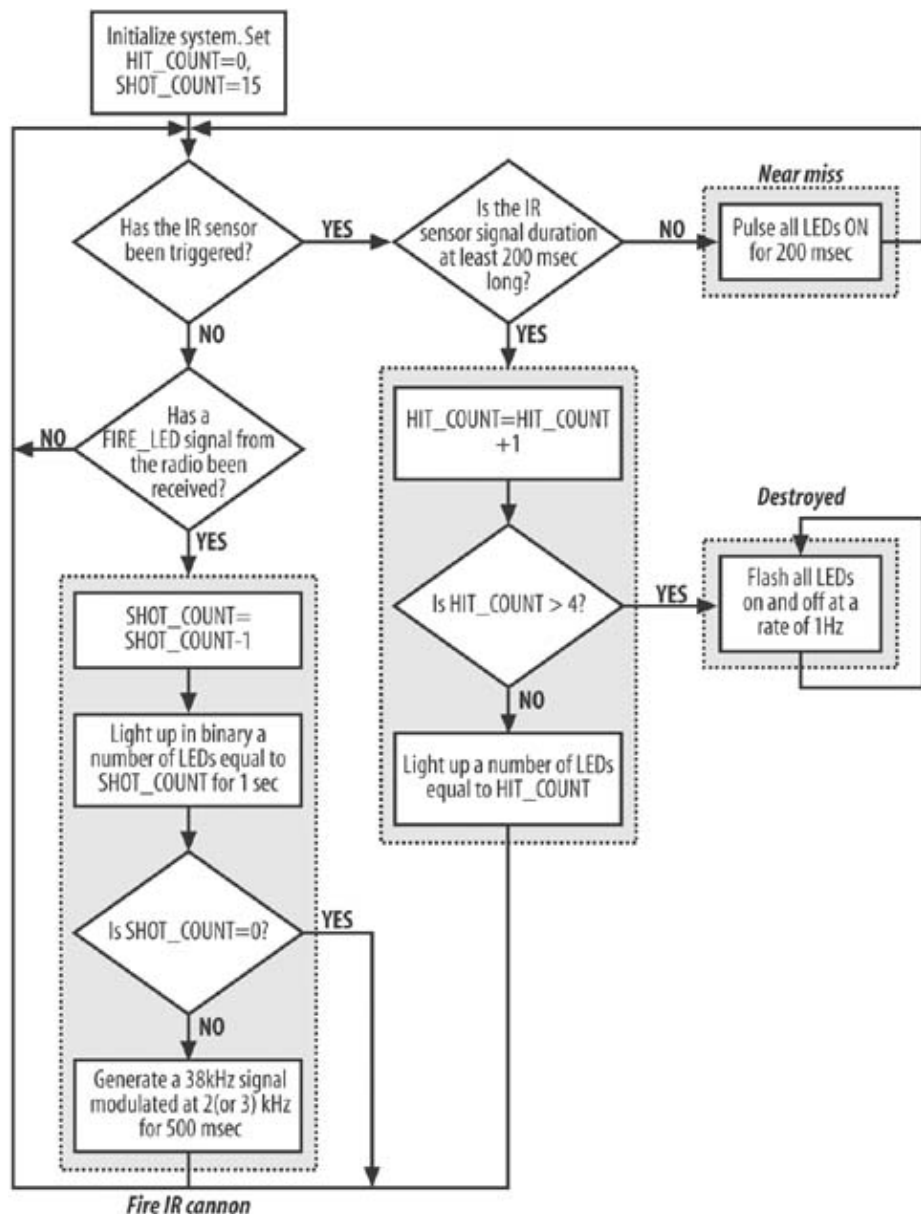 Initialize system. Set
HIT_COUNT=0,
SHOT_COUNT=15
Has the IR sensor
been triggered?
YES
Is the IR
sensor signal duration
at least 200 msec
long?
NO
Near miss
Pulse all LEDs ON
for 200 msec
NO
YES
Has a
FIRE_LED signal from
the radio been
received?
NO
YES
HIT_COUNT=HIT_COUNT
+1
Is HIT_COUNT > 4?
YES
Destroyed
Flash all LEDs
on and off at a
rate of 1Hz
NO
Light up a number of LEDs
equal to HIT_COUNT
SHOT_COUNT=
SHOT_COUNT-1
Light up in binary a
number of LEDs equal to
SHOT_COUNT for 1 sec
Is SHOT_COUNT=0?
YES
NO
Generate a 38kHz signal
modulated at 2(or 3) kHz
for 500 msec
Fire IR cannon